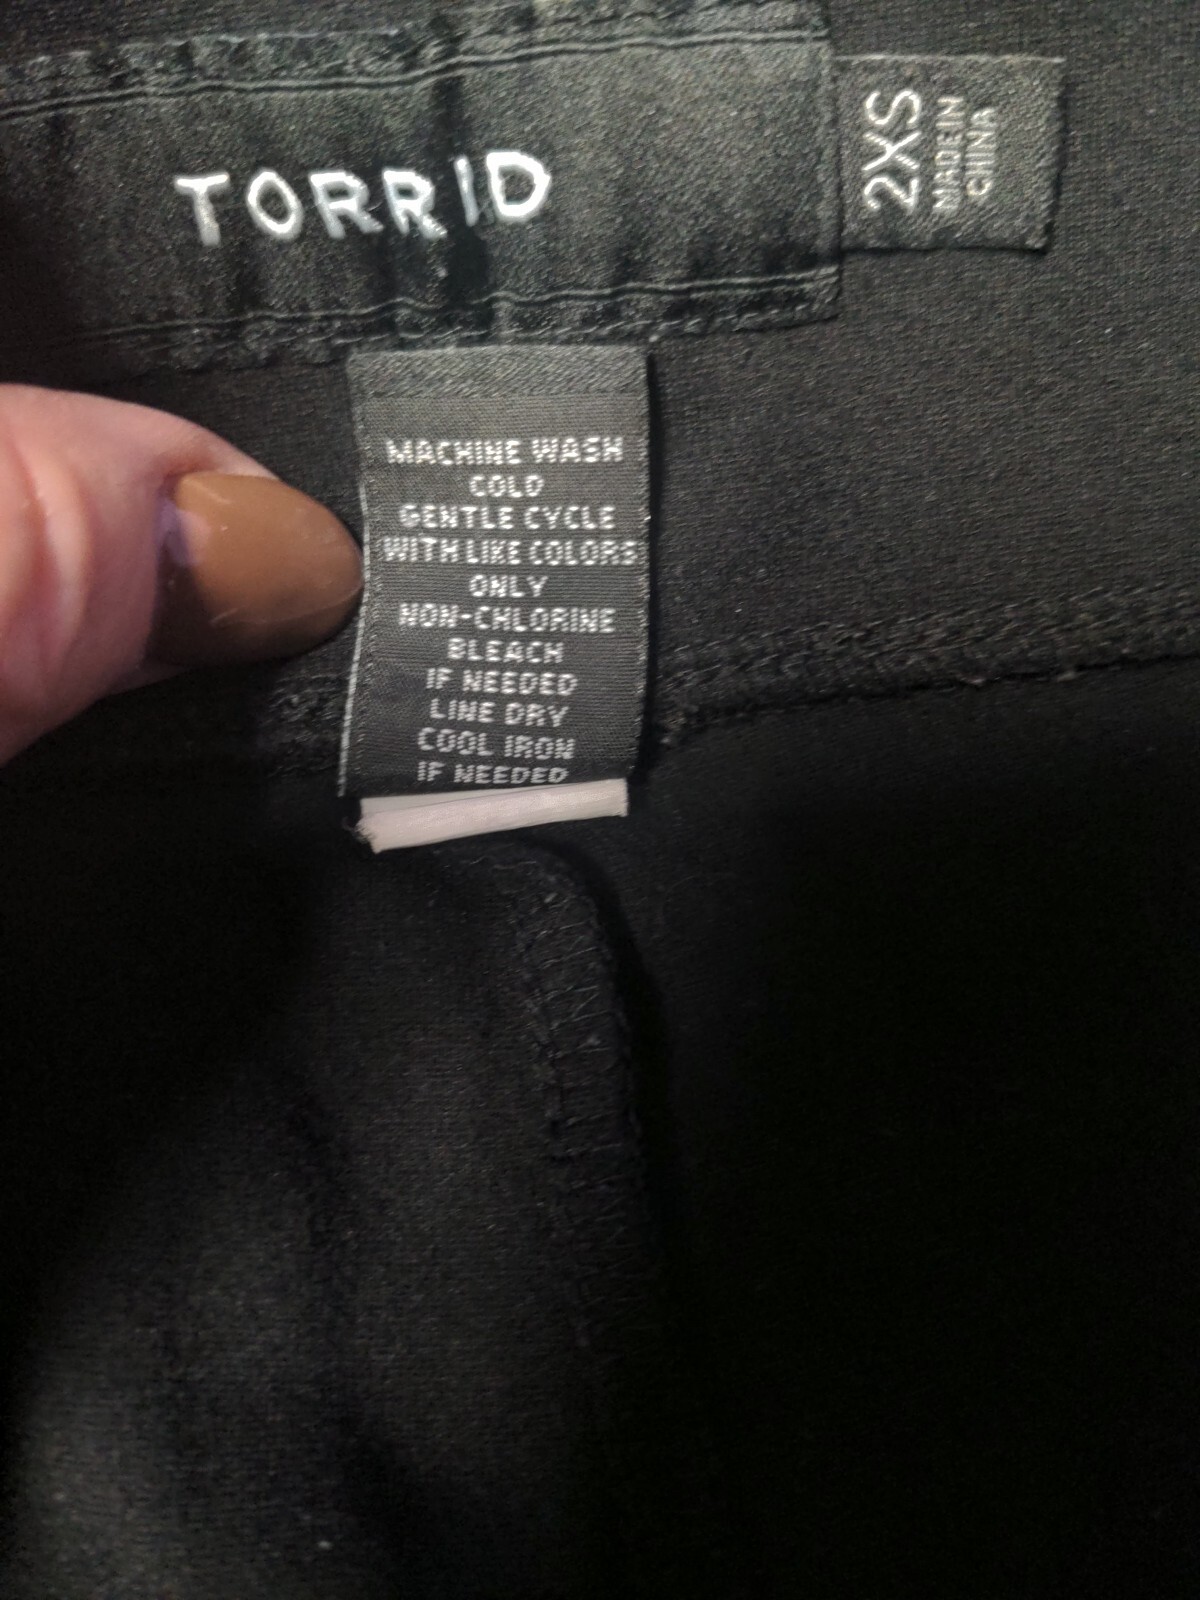 TORRID
2XS
MADE IN
CHINA
MACHINE WASH
COLD
GENTLE CYCLE
WITH LIKE COLORS
ONLY
NON-CHLORINE
BLEACH
IF NEEDED
LINE DRY
COOL IRON
IF NEEDED